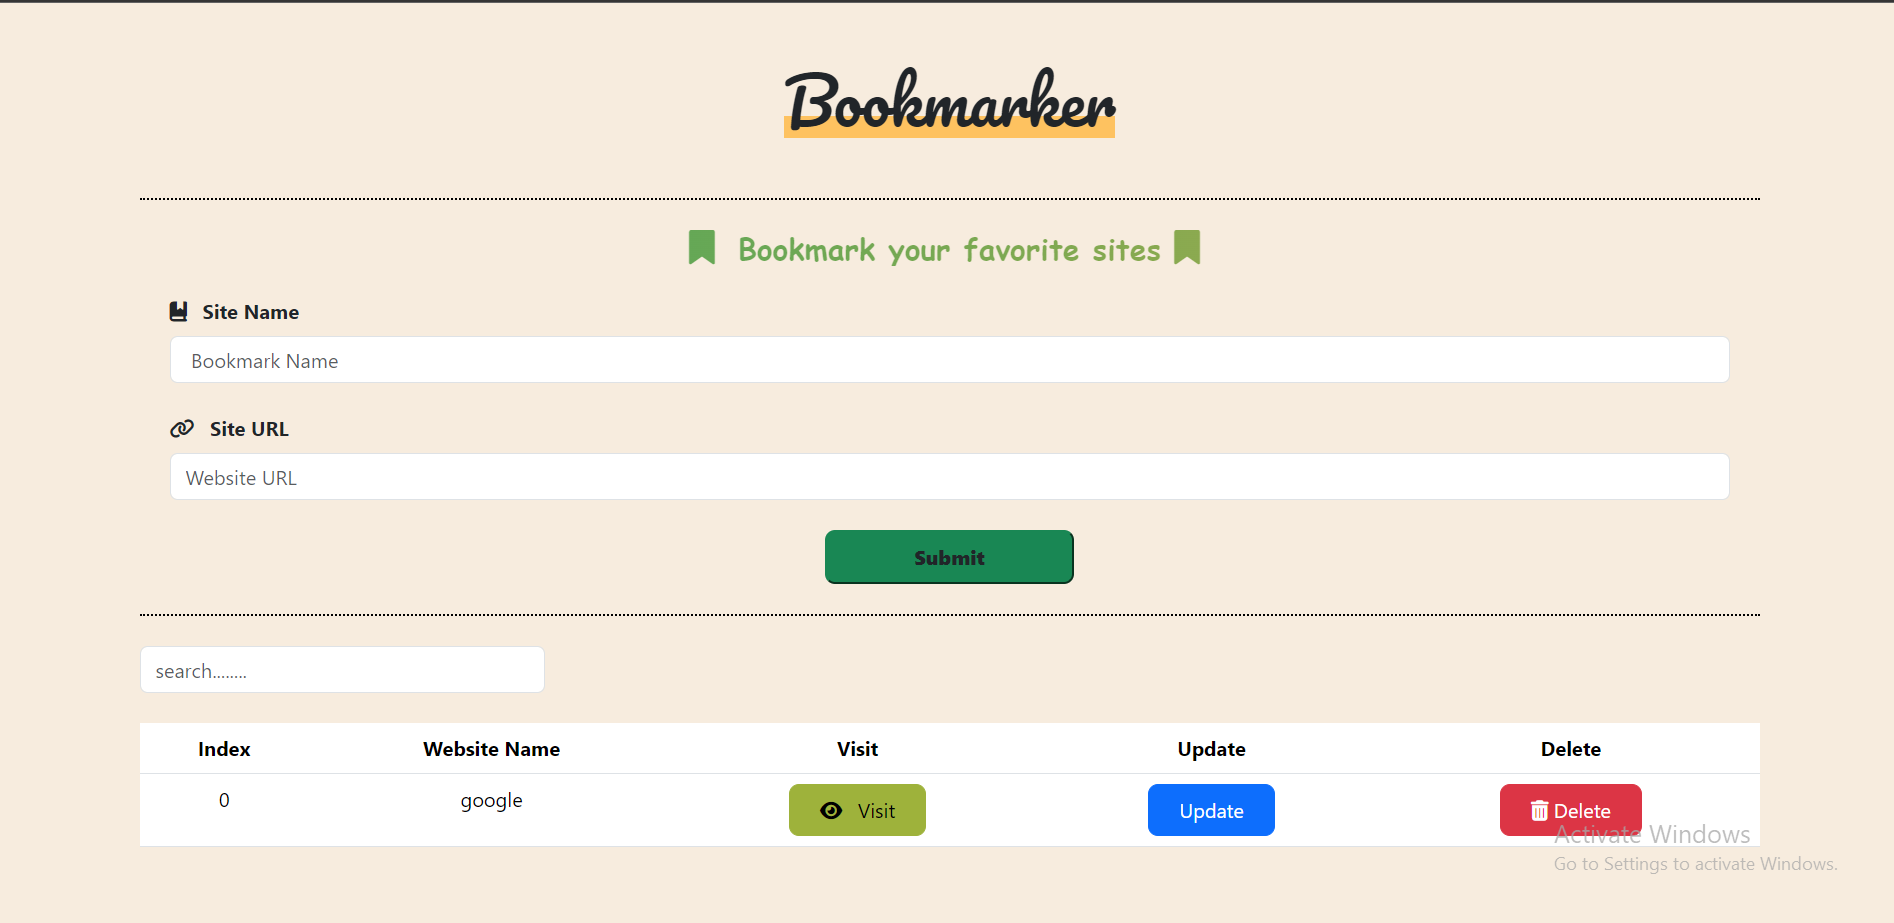 Bookmarker
Bookmark your favorite sites
Site Name
Bookmark Name
Site URL
Website URL
Submit
search........
Index Website Name Visit Update Delete
0 google Visit Update Delete
Activate Windows
Go to Settings to activate Windows.